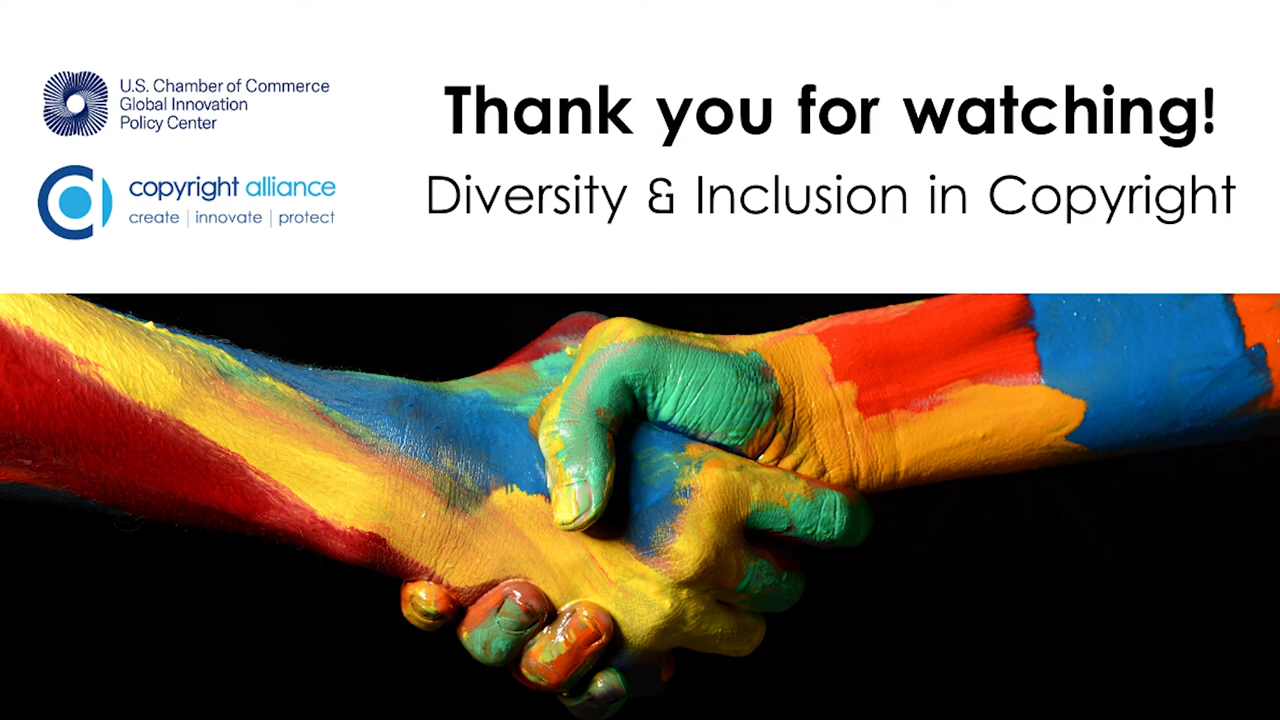 U.S. Chamber of Commerce
Global Innovation
Policy Center
copyright alliance
create | innovate | protect
Thank you for watching!
Diversity & Inclusion in Copyright